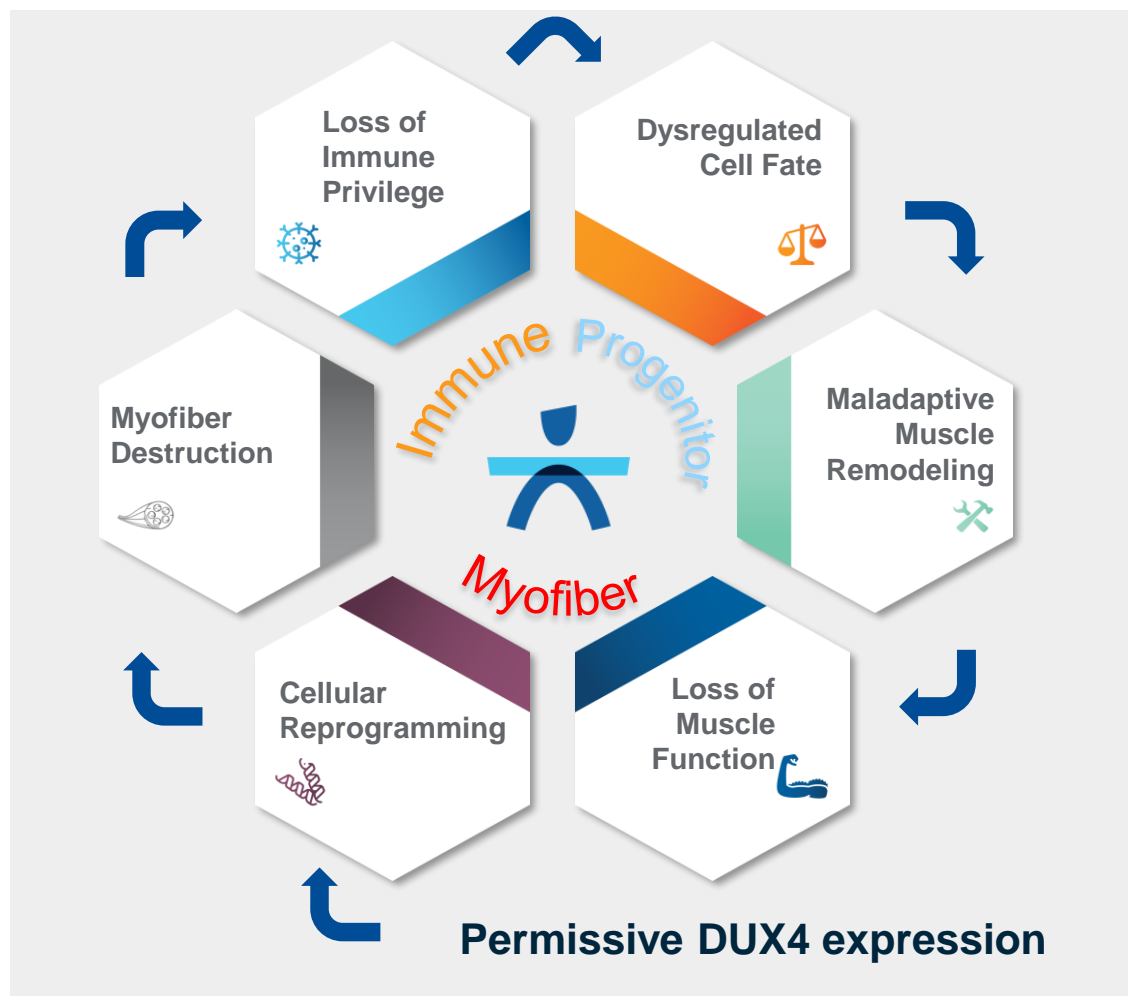 Loss of
Immune
Privilege
Dysregulated
Cell Fate
Immune
Progenitor
Myofiber
Destruction
Maladaptive
Muscle
Remodeling
Myofiber
Cellular
Reprogramming
Loss of
Muscle
Function
Permissive DUX4 expression